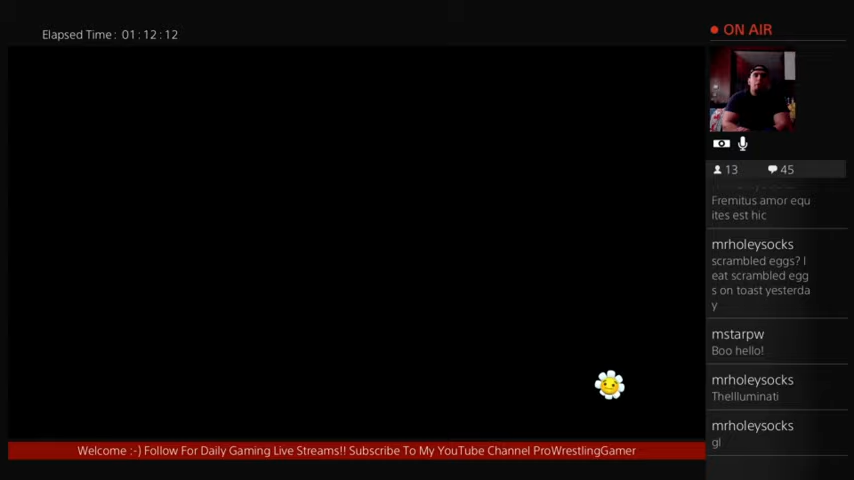 Elapsed Time: 01:12:12
ON AIR
13
45
Fremitus amor equ
ites est hic
mrholeysocks
scrambled eggs? I
eat scrambled egg
s on toast yesterda
y
mstarpw
Boo hello!
mrholeysocks
TheIlluminati
mrholeysocks
gl
Welcome :-) Follow For Daily Gaming Live Streams!! Subscribe To My YouTube Channel ProWrestlingGamer